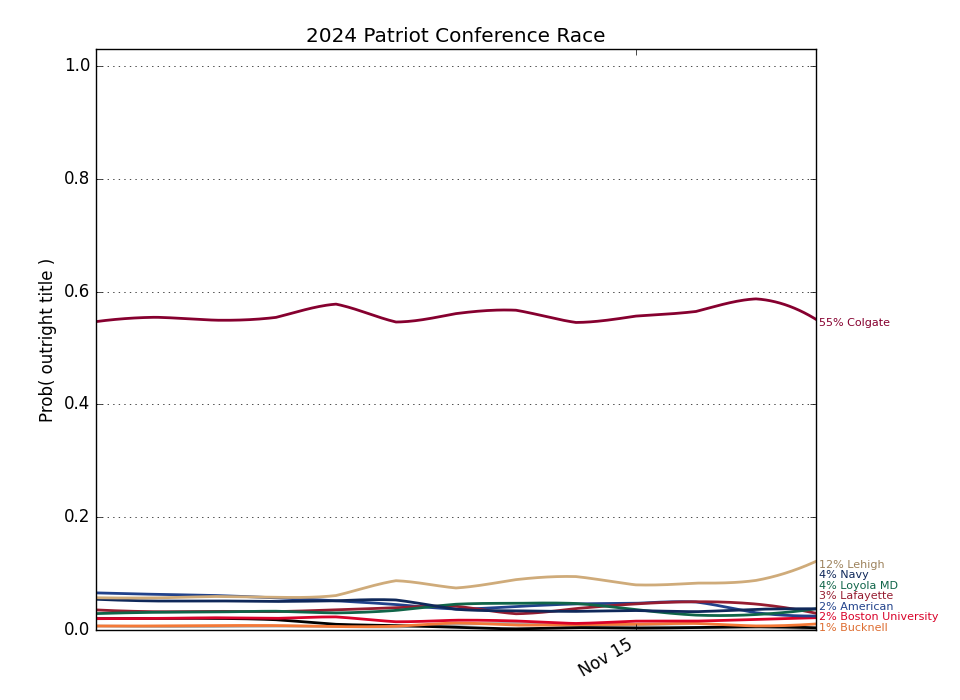 2024 Patriot Conference Race
Prob( outright title )
1.0
0.8
0.6
0.4
0.2
0.0
Nov 15
55% Colgate
12% Lehigh
4% Navy
4% Loyola MD
3% Lafayette
2% American
2% Boston University
1% Bucknell